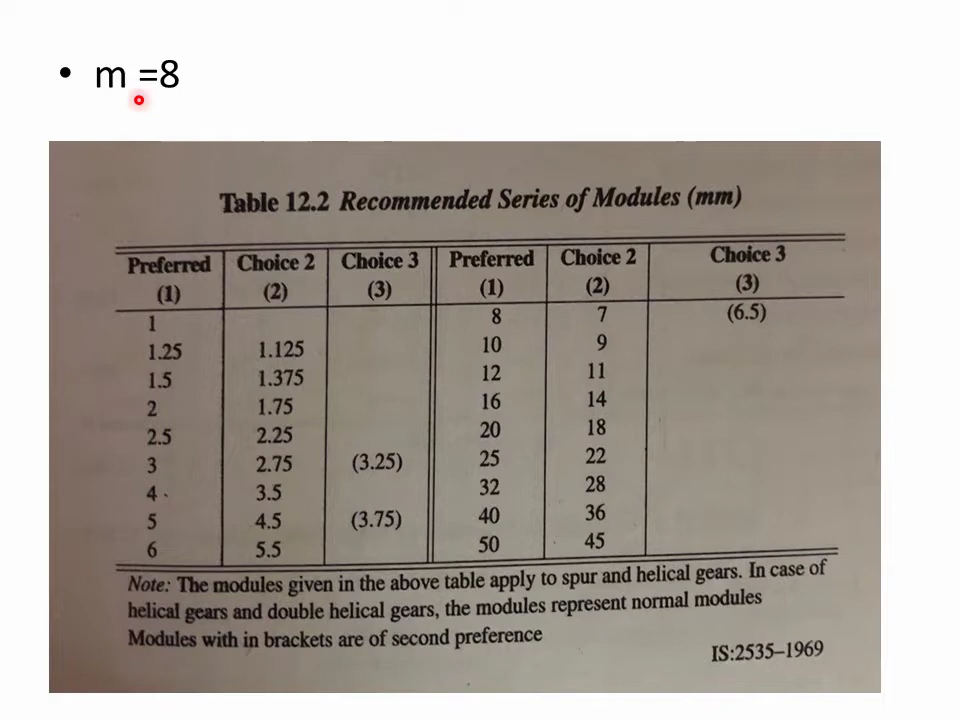 • m =8
Table 12.2 Recommended Series of Modules (mm)
Preferred Choice 2 Choice 3 Preferred Choice 2 Choice 3
(1) (2) (3) (1) (2) (3)
1 8 7 (6.5)
1.25 1.125 10 9
1.5 1.375 12 11
2 1.75 16 14
2.5 2.25 20 18
3 2.75 (3.25) 25 22
4 3.5 32 28
5 4.5 (3.75) 40 36
6 5.5 50 45
Note: The modules given in the above table apply to spur and helical gears. In case of
helical gears and double helical gears, the modules represent normal modules
Modules with in brackets are of second preference
IS:2535–1969